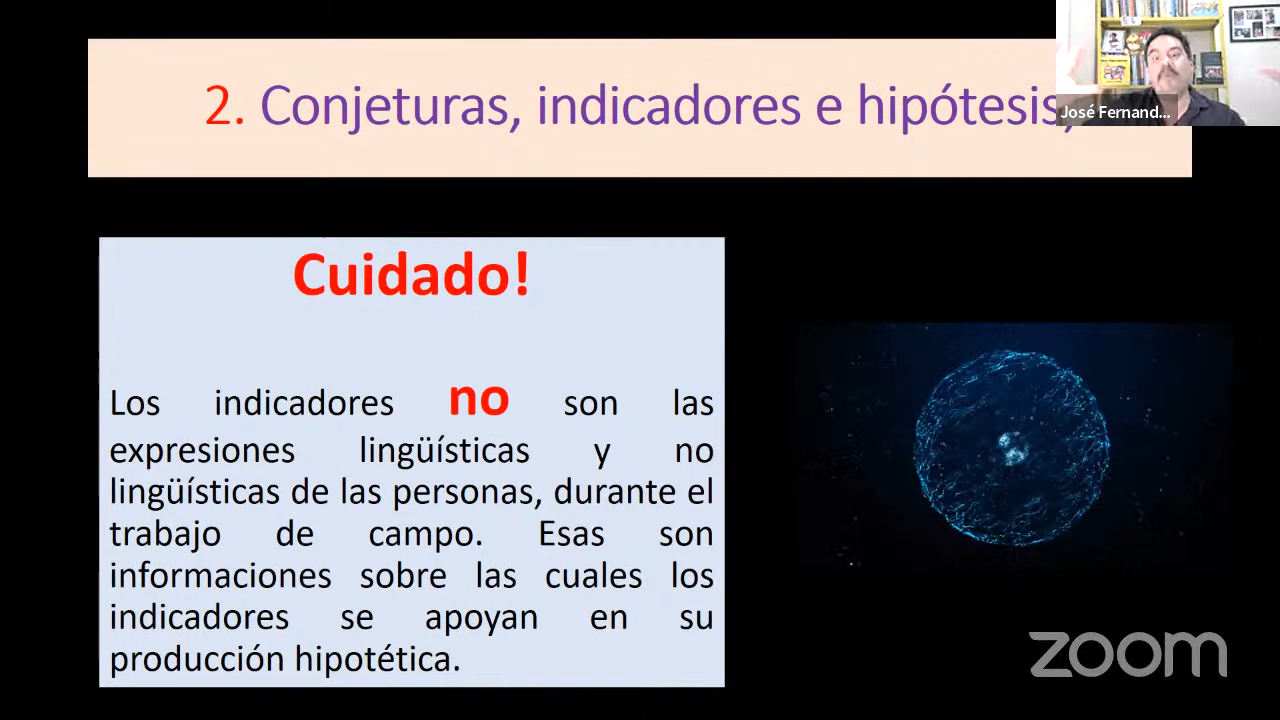 2. Conjeturas, indicadores e hipótesis,
José Fernand...
Cuidado!
Los indicadores no son las
expresiones lingüísticas y no
lingüísticas de las personas, durante el
trabajo de campo. Esas son
informaciones sobre las cuales los
indicadores se apoyan en su
producción hipotética.
zoom